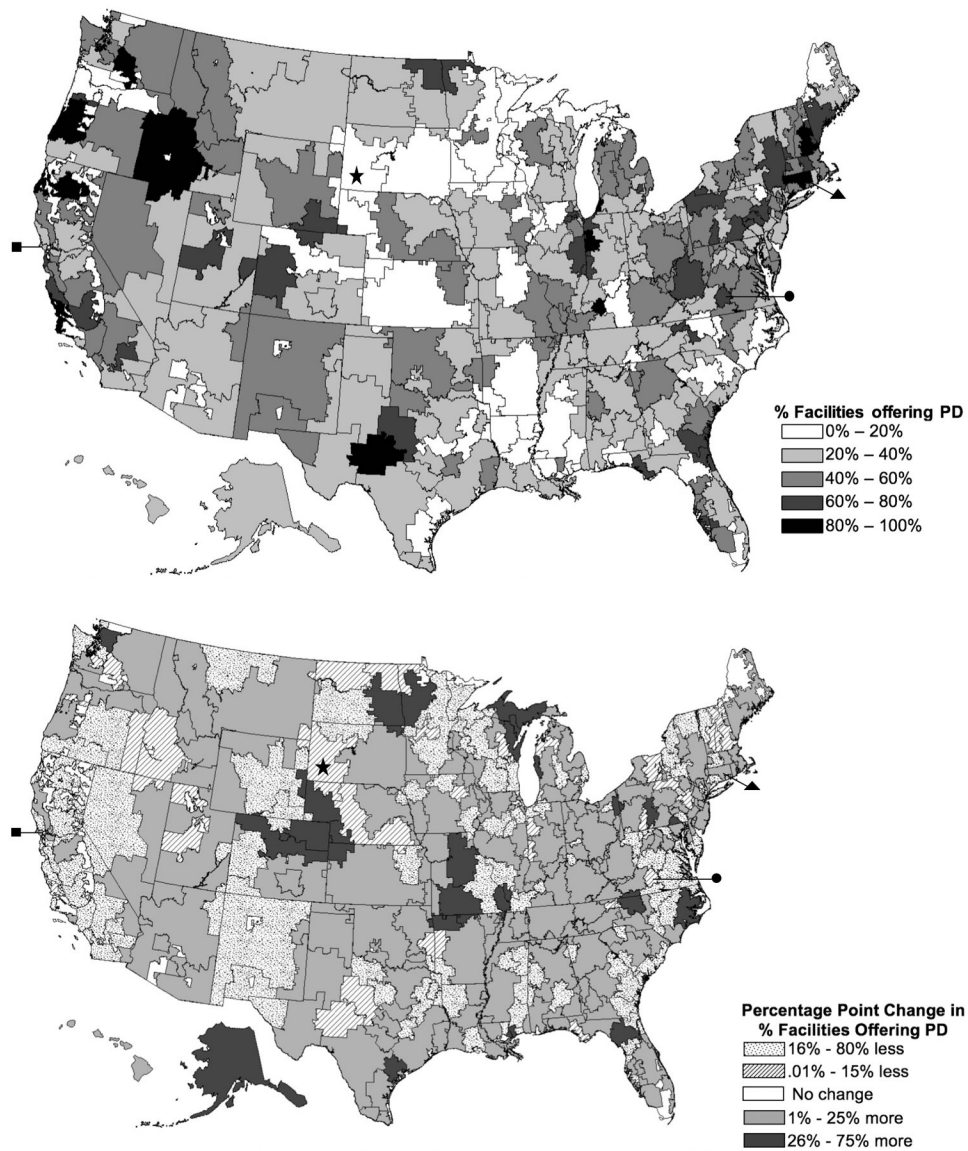 % Facilities offering PD
0% – 20%
20% – 40%
40% – 60%
60% – 80%
80% – 100%
Percentage Point Change in
% Facilities Offering PD
16% - 80% less
.01% - 15% less
No change
1% - 25% more
26% - 75% more